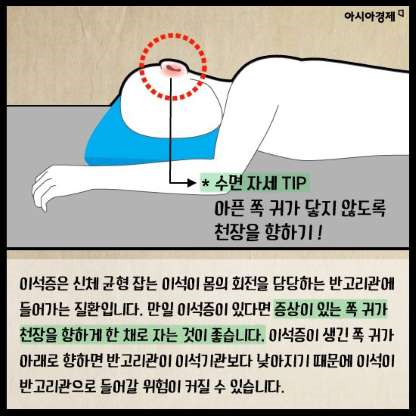 아시아경제
* 수면 자세 TIP
아픈 쪽 귀가 닿지 않도록
천장을 향하기 !
이석증은 신체 균형 잡는 이석이 몸의 회전을 담당하는 반고리관에
들어가는 질환입니다. 만일 이석증이 있다면 증상이 있는 쪽 귀가
천장을 향하게 한 채로 자는 것이 좋습니다. 이석증이 생긴 쪽 귀가
아래로 향하면 반고리관이 이석기관보다 낮아지기 때문에 이석이
반고리관으로 들어갈 위험이 커질 수 있습니다.